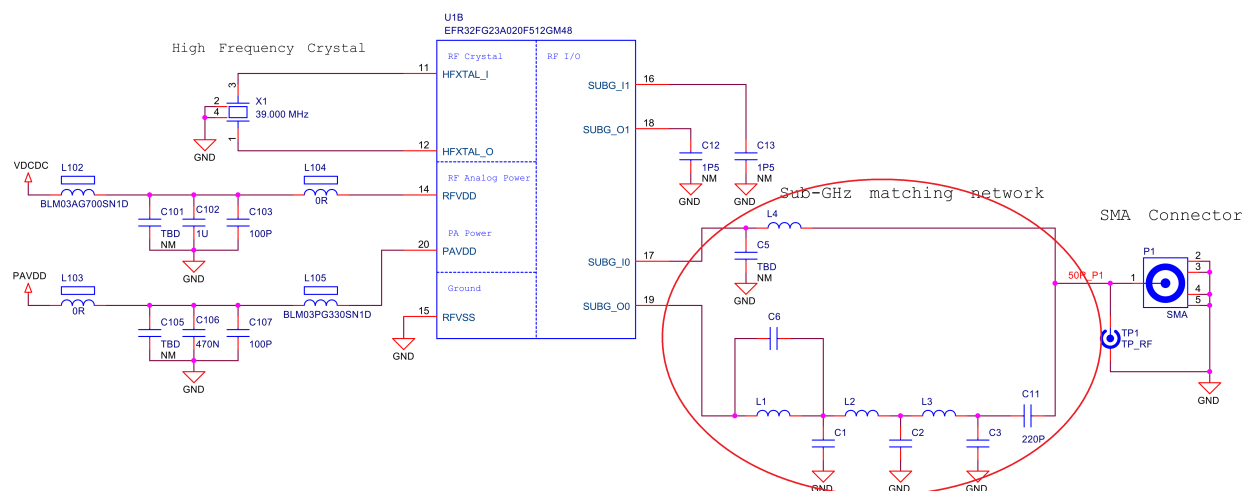 U1B
EFR32FG23A020F512GM48
High Frequency Crystal
RF Crystal
RF I/O
11
HFXTAL_I
SUBG_I1
16
3
2
4
X1
39.000 MHz
1
GND
SUBG_O1
18
12
HFXTAL_O
C12
1P5
NM
GND
C13
1P5
NM
GND
VDCDC
L102
BLM03AG700SN1D
L104
0R
14
RF Analog Power
RFVDD
C101
TBD
NM
C102
1U
C103
100P
GND
Sub-GHz matching network
SMA Connector
L4
C5
TBD
NM
GND
PA Power
20
PAVDD
SUBG_I0
17
P1
50R_P1
1
2
3
4
5
SMA
PAVDD
L103
0R
L105
BLM03PG330SN1D
Ground
SUBG_O0
19
C105
TBD
NM
C106
470N
C107
100P
GND
15
RFVSS
GND
C6
TP1
TP_RF
GND
L1
L2
L3
C11
220P
C1
GND
C2
GND
C3
GND